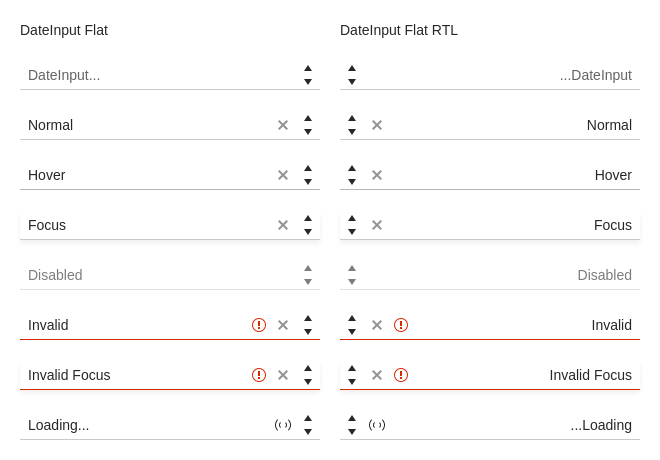 DateInput Flat
DateInput...
Normal
Hover
Focus
Disabled
Invalid
Invalid Focus
Loading...
DateInput Flat RTL
...DateInput
Normal
Hover
Focus
Disabled
Invalid
Invalid Focus
...Loading